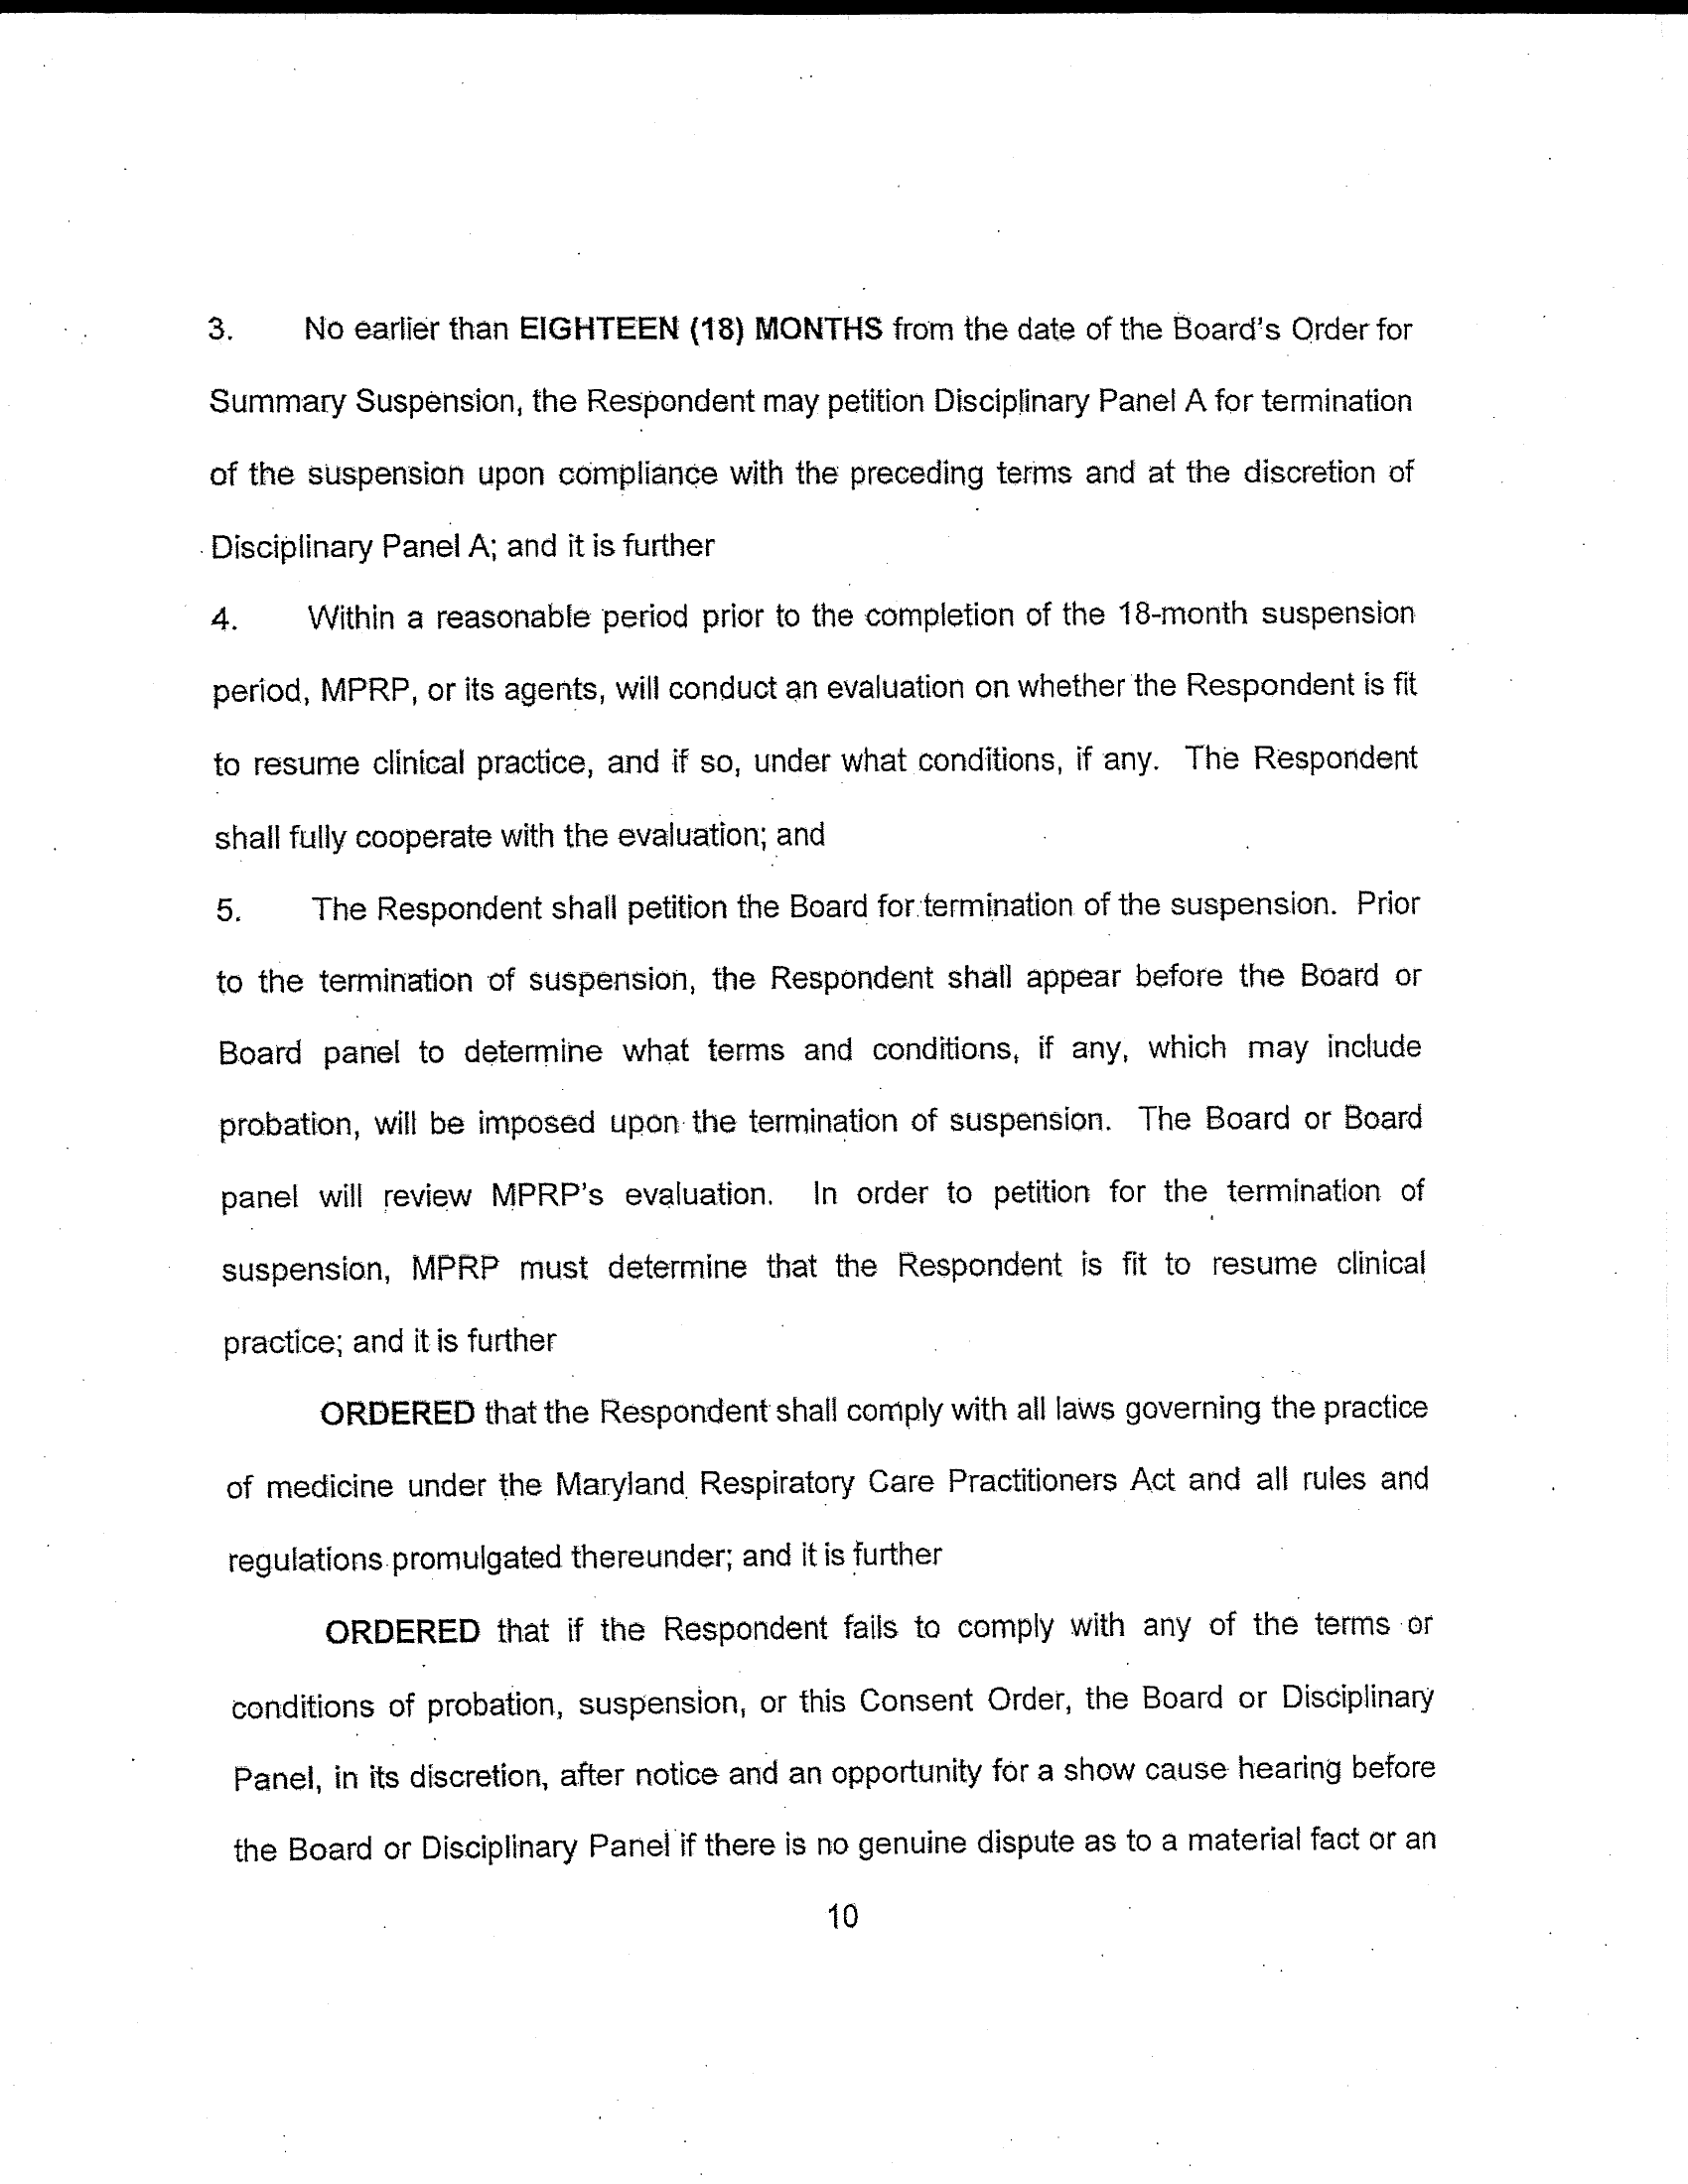 3. No earlier than EIGHTEEN (18) MONTHS from the date of the Board's Order for
Summary Suspension, the Respondent may petition Disciplinary Panel A for termination
of the suspension upon compliance with the preceding terms and at the discretion of
Disciplinary Panel A; and it is further
4. Within a reasonable period prior to the completion of the 18-month suspension
period, MPRP, or its agents, will conduct an evaluation on whether the Respondent is fit
to resume clinical practice, and if so, under what conditions, if any. The Respondent
shall fully cooperate with the evaluation; and
5. The Respondent shall petition the Board for termination of the suspension. Prior
to the termination of suspension, the Respondent shall appear before the Board or
Board panel to determine what terms and conditions, if any, which may include
probation, will be imposed upon the termination of suspension. The Board or Board
panel will review MPRP's evaluation. In order to petition for the termination of
suspension, MPRP must determine that the Respondent is fit to resume clinical
practice; and it is further
ORDERED that the Respondent shall comply with all laws governing the practice
of medicine under the Maryland Respiratory Care Practitioners Act and all rules and
regulations promulgated thereunder; and it is further
ORDERED that if the Respondent fails to comply with any of the terms or
conditions of probation, suspension, or this Consent Order, the Board or Disciplinary
Panel, in its discretion, after notice and an opportunity for a show cause hearing before
the Board or Disciplinary Panel if there is no genuine dispute as to a material fact or an
10